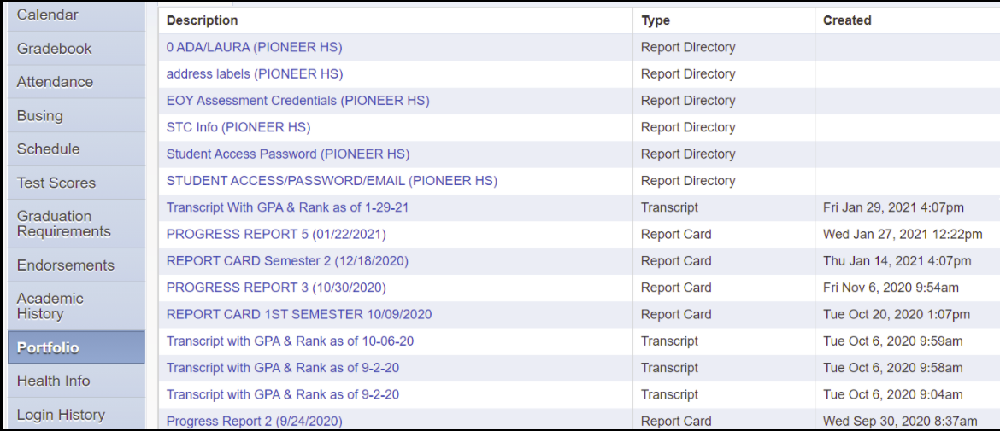 Calendar
Gradebook
Attendance
Busing
Schedule
Test Scores
Graduation
Requirements
Endorsements
Academic
History
Portfolio
Health Info
Login History
Description Type Created
0 ADA/LAURA (PIONEER HS) Report Directory
address labels (PIONEER HS) Report Directory
EOY Assessment Credentials (PIONEER HS) Report Directory
STC Info (PIONEER HS) Report Directory
Student Access Password (PIONEER HS) Report Directory
STUDENT ACCESS/PASSWORD/EMAIL (PIONEER HS) Report Directory
Transcript With GPA & Rank as of 1-29-21 Transcript Fri Jan 29, 2021 4:07pm
PROGRESS REPORT 5 (01/22/2021) Report Card Wed Jan 27, 2021 12:22pm
REPORT CARD Semester 2 (12/18/2020) Report Card Thu Jan 14, 2021 4:07pm
PROGRESS REPORT 3 (10/30/2020) Report Card Fri Nov 6, 2020 9:54am
REPORT CARD 1ST SEMESTER 10/09/2020 Report Card Tue Oct 20, 2020 1:07pm
Transcript with GPA & Rank as of 10-06-20 Transcript Tue Oct 6, 2020 9:59am
Transcript with GPA & Rank as of 9-2-20 Transcript Tue Oct 6, 2020 9:58am
Transcript with GPA & Rank as of 9-2-20 Transcript Tue Oct 6, 2020 9:04am
Progress Report 2 (9/24/2020) Report Card Wed Sep 30, 2020 8:37am